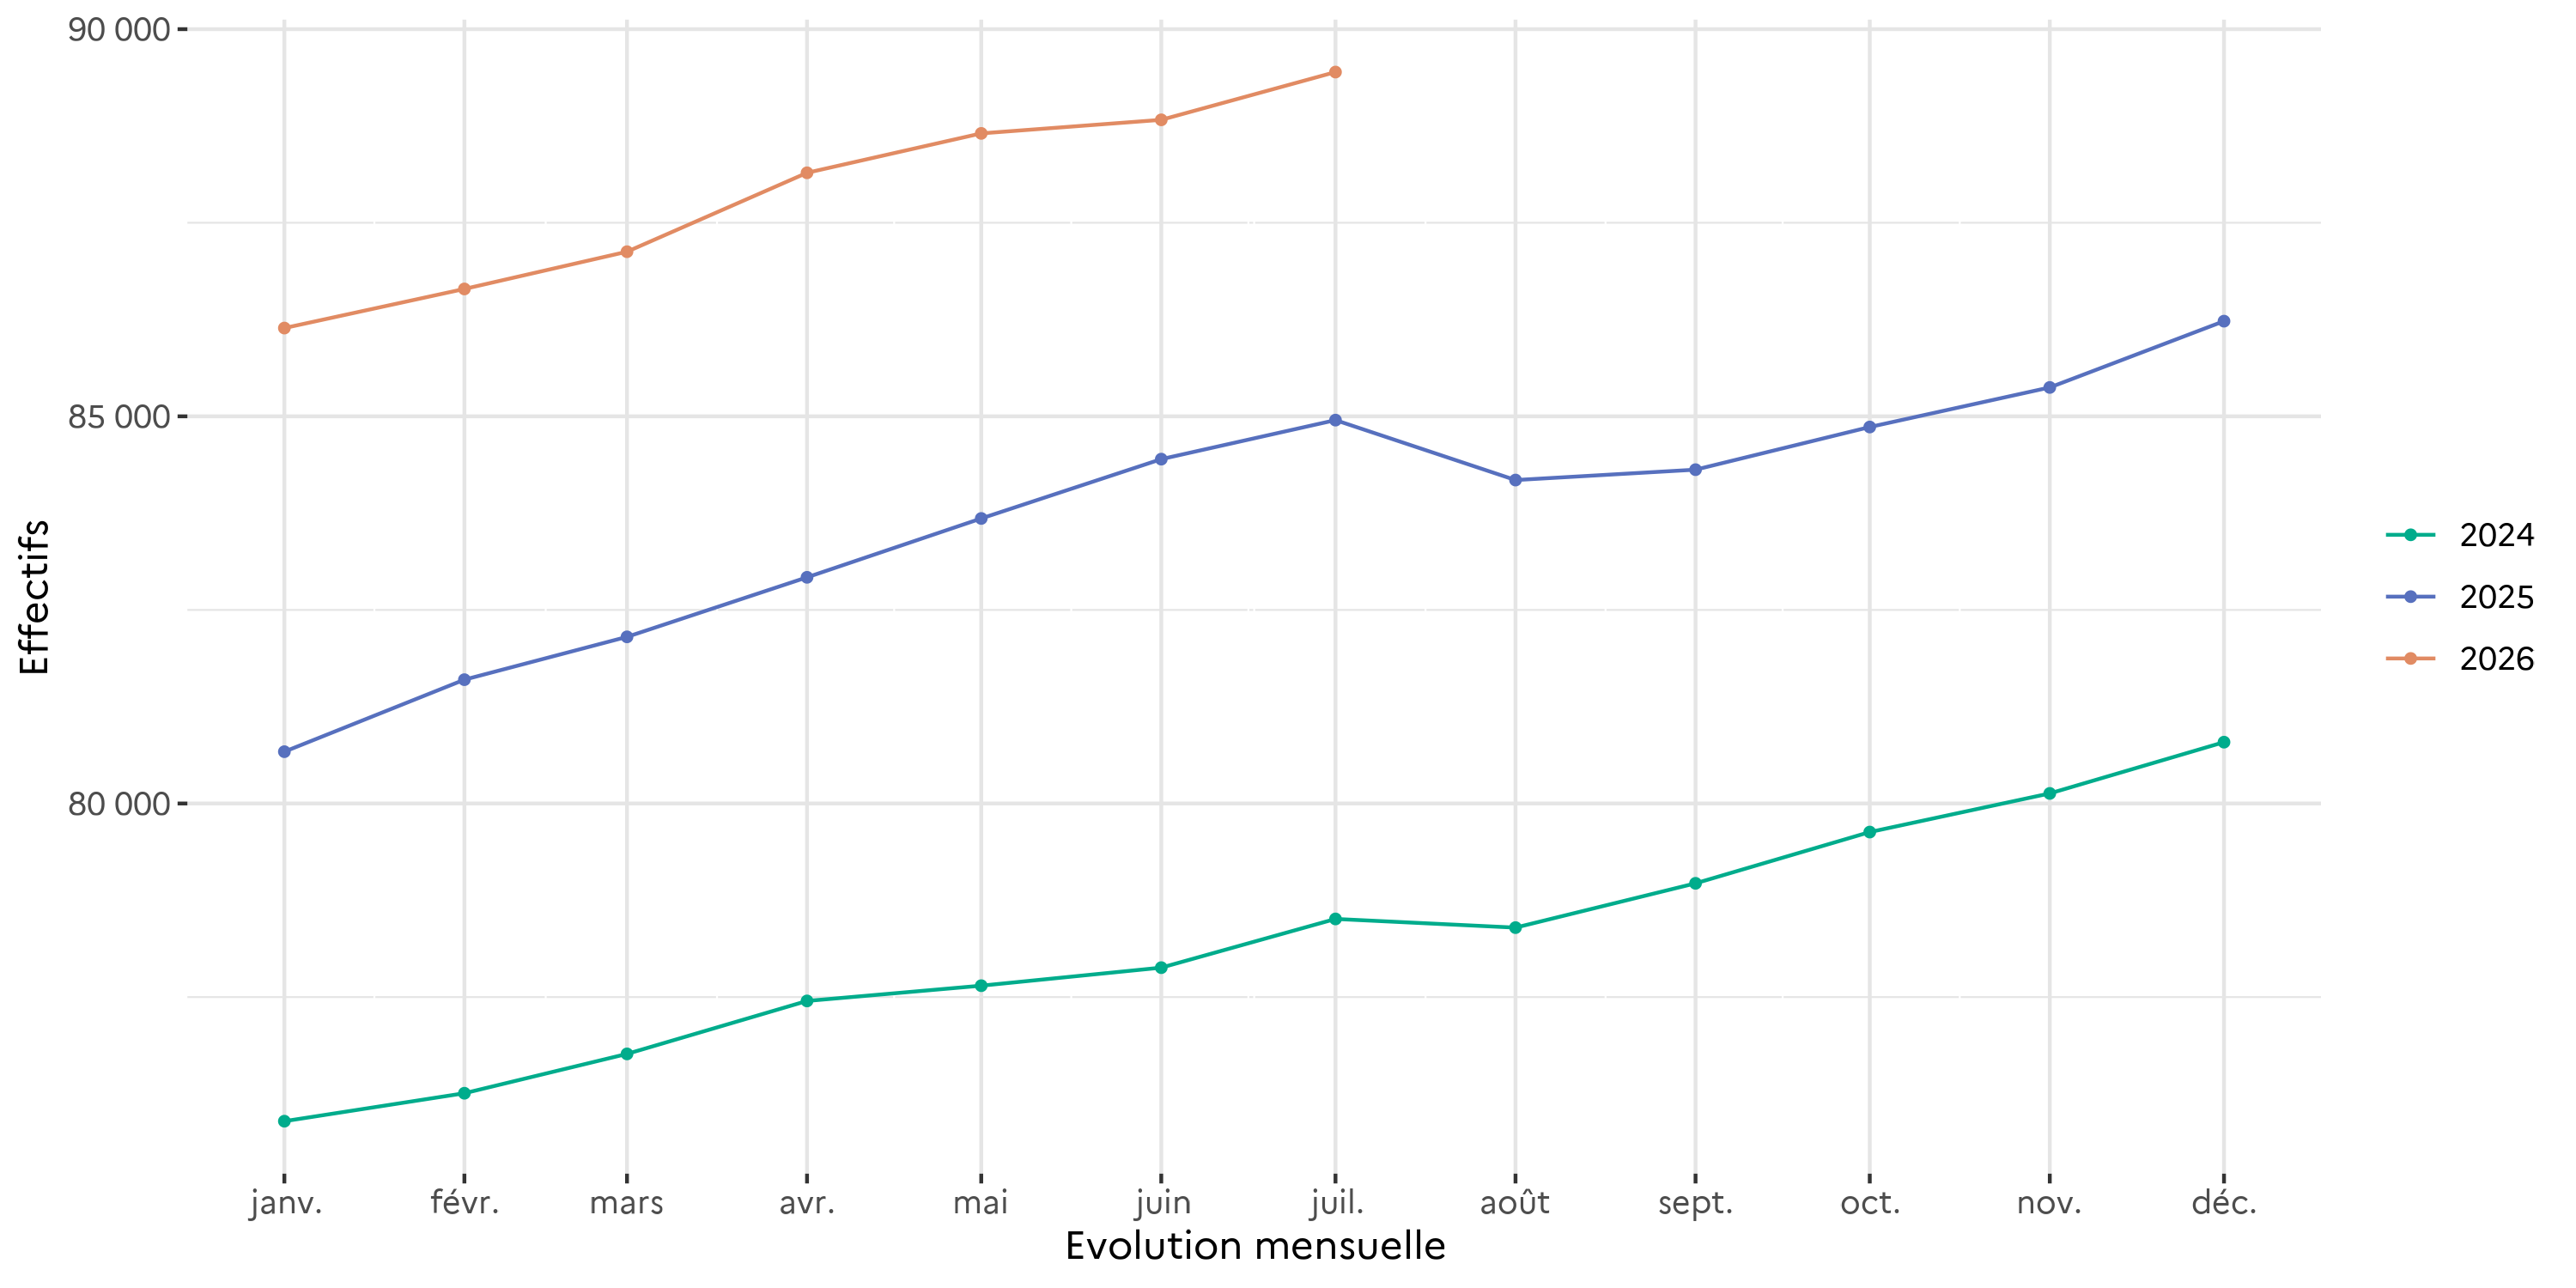 90 000
85 000
80 000
Effectifs
janv. févr. mars avr. mai juin juil. août sept. oct. nov. déc.
Evolution mensuelle
2024
2025
2026